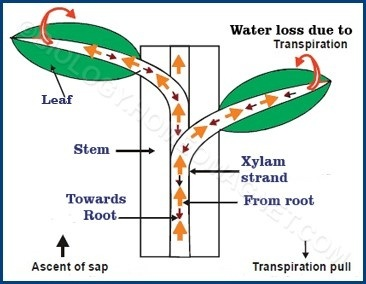 Water loss due to
Transpiration
Leaf
Stem
Xylam
strand
Towards
Root
From root
Ascent of sap
Transpiration pull